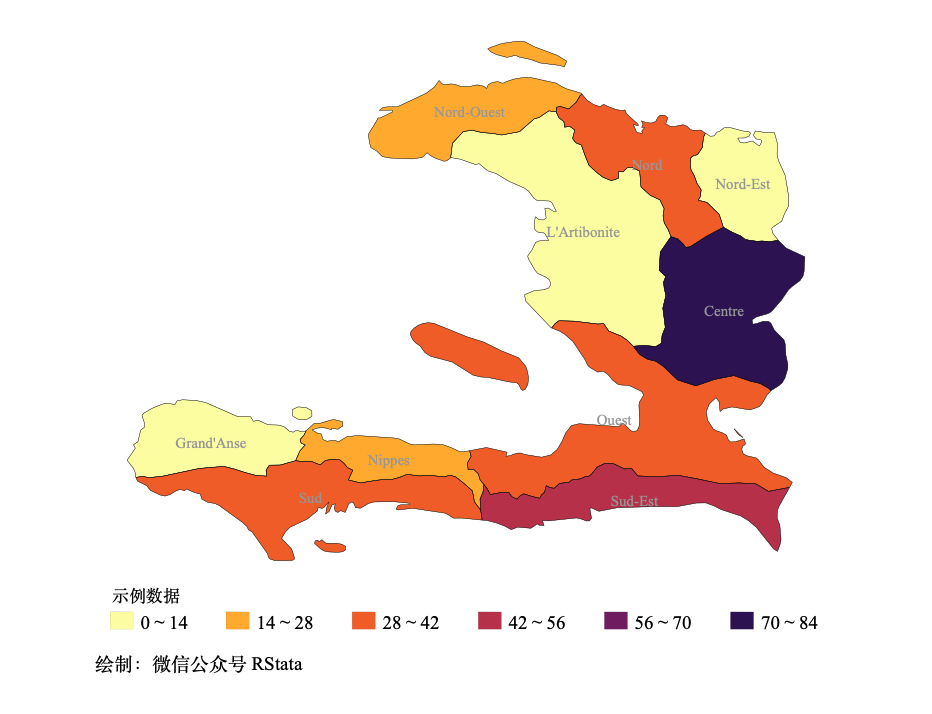 Nord-Ouest
Nord
Nord-Est
L'Artibonite
Centre
Ouest
Grand'Anse
Nippes
Sud
Sud-Est
示例数据
0 ~ 14 14 ~ 28 28 ~ 42 42 ~ 56 56 ~ 70 70 ~ 84
绘制：微信公众号 RStata